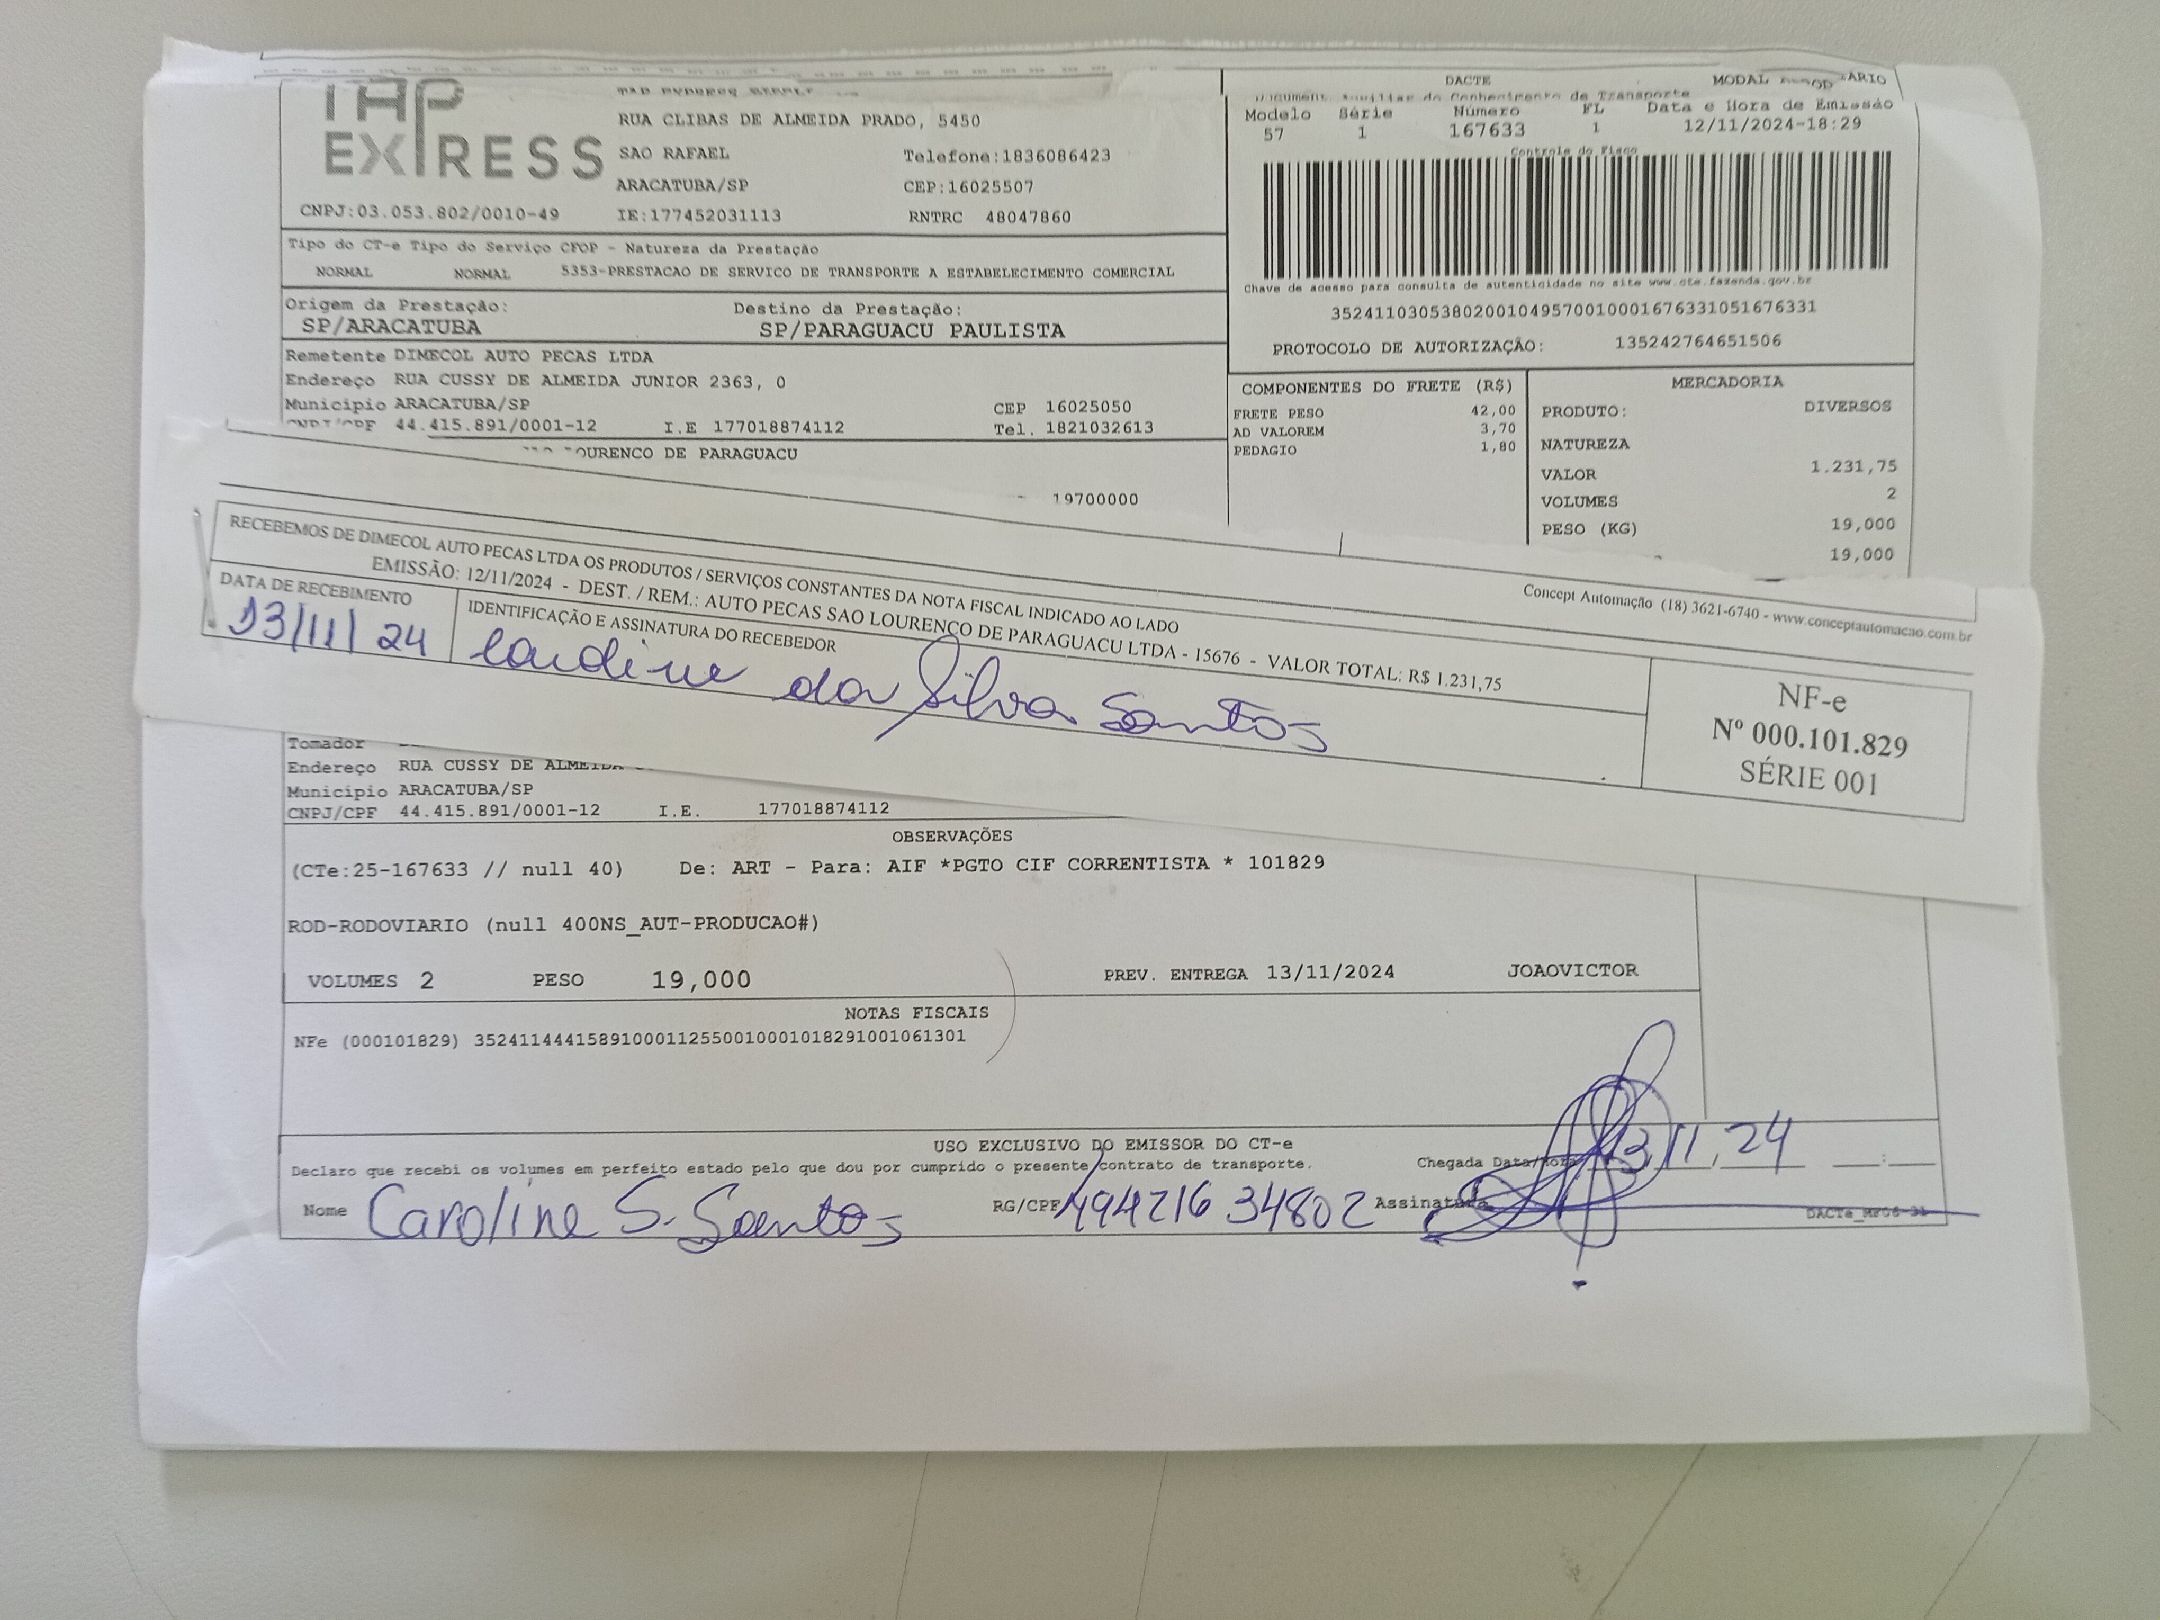 TAP
EXPRESS
RUA CLIBAS DE ALMEIDA PRADO, 5450
SAO RAFAEL Telefone:1836086423
ARACATUBA/SP CEP:16025507
CNPJ:03.053.802/0010-49 IE:177452031113 RNTRC 48047860
DACTE MODAL
Documento Auxiliar do Conhecimento de Transporte
Modelo Série Número FL Data e Hora de Emissão
57 1 167633 1 12/11/2024-18:29
Controle do Fisco
Tipo do CT-e Tipo do Serviço CFOP - Natureza da Prestação
NORMAL NORMAL 5353-PRESTACAO DE SERVICO DE TRANSPORTE A ESTABELECIMENTO COMERCIAL
Chave de acesso para consulta de autenticidade no site www.cte.fazenda.gov.br
35241103053802001049570010001676331051676331
PROTOCOLO DE AUTORIZAÇÃO: 135242764651506
Origem da Prestação: Destino da Prestação:
SP/ARACATUBA SP/PARAGUACU PAULISTA
Remetente DIMECOL AUTO PECAS LTDA
Endereço RUA CUSSY DE ALMEIDA JUNIOR 2363, 0
Municipio ARACATUBA/SP CEP 16025050
CNPJ/CPF 44.415.891/0001-12 I.E 177018874112 Tel. 1821032613
LOURENCO DE PARAGUACU
19700000
COMPONENTES DO FRETE (R$)
FRETE PESO 42,00
AD VALOREM 3,70
PEDAGIO 1,80
MERCADORIA
PRODUTO: DIVERSOS
NATUREZA
VALOR 1.231,75
VOLUMES 2
PESO (KG) 19,000
19,000
Concept Automação (18) 3621-6740 - www.conceptautomacao.com.br
RECEBEMOS DE DIMECOL AUTO PECAS LTDA OS PRODUTOS / SERVIÇOS CONSTANTES DA NOTA FISCAL INDICADO AO LADO
EMISSÃO: 12/11/2024 - DEST. / REM.: AUTO PECAS SAO LOURENCO DE PARAGUACU LTDA - 15676 - VALOR TOTAL: R$ 1.231,75
DATA DE RECEBIMENTO IDENTIFICAÇÃO E ASSINATURA DO RECEBEDOR
13/11/24 da Silva Santos
NF-e
Nº 000.101.829
SÉRIE 001
Tomador
Endereço RUA CUSSY DE ALMEIDA
Municipio ARACATUBA/SP
CNPJ/CPF 44.415.891/0001-12 I.E. 177018874112
OBSERVAÇÕES
(CTe:25-167633 // null 40) De: ART - Para: AIF *PGTO CIF CORRENTISTA * 101829
ROD-RODOVIARIO (null 400NS_AUT-PRODUCAO#)
VOLUMES 2 PESO 19,000 PREV. ENTREGA 13/11/2024 JOAOVICTOR
NOTAS FISCAIS
NFe (000101829) 35241144415891000112550010001018291001061301
USO EXCLUSIVO DO EMISSOR DO CT-e
Declaro que recebi os volumes em perfeito estado pelo que dou por cumprido o presente contrato de transporte. Chegada Data/Hora 13/11/24
Nome Caroline S. Santos RG/CPF 49421634802 Assinatura